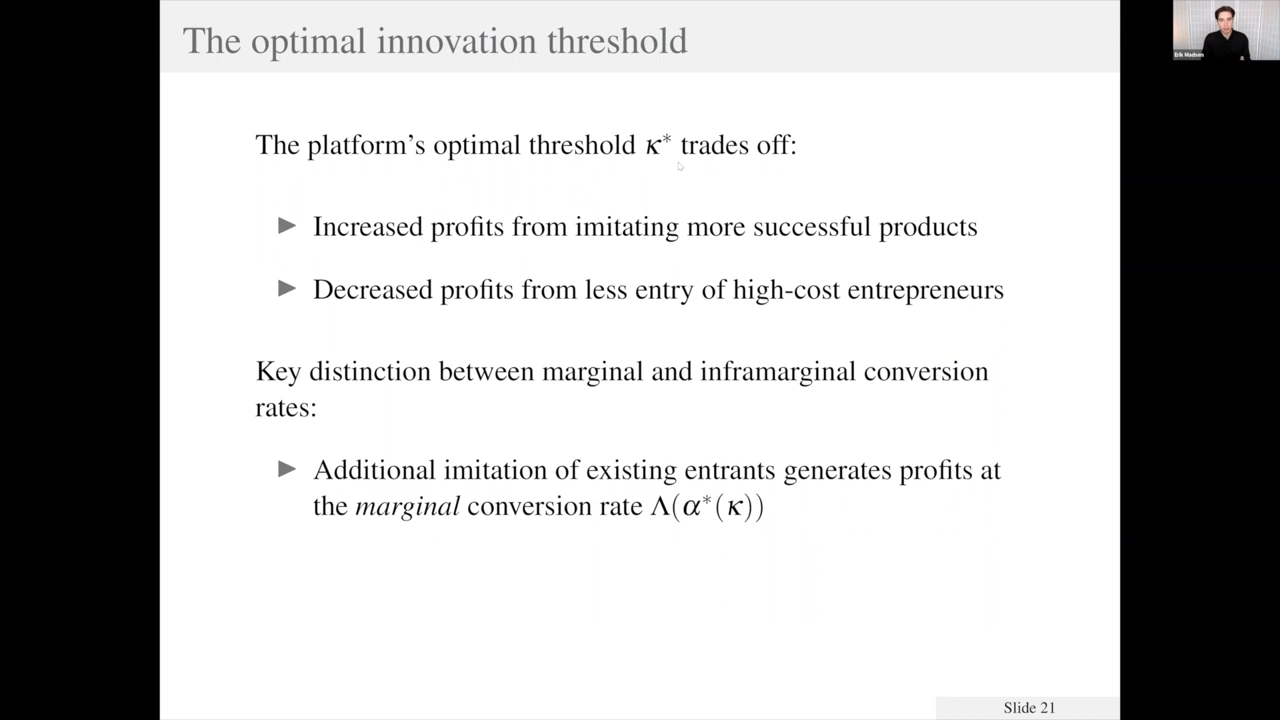 The optimal innovation threshold
Erik Madsen
The platform's optimal threshold κ* trades off:
▶ Increased profits from imitating more successful products
▶ Decreased profits from less entry of high-cost entrepreneurs
Key distinction between marginal and inframarginal conversion
rates:
▶ Additional imitation of existing entrants generates profits at
the marginal conversion rate Λ(α*(κ))
Slide 21